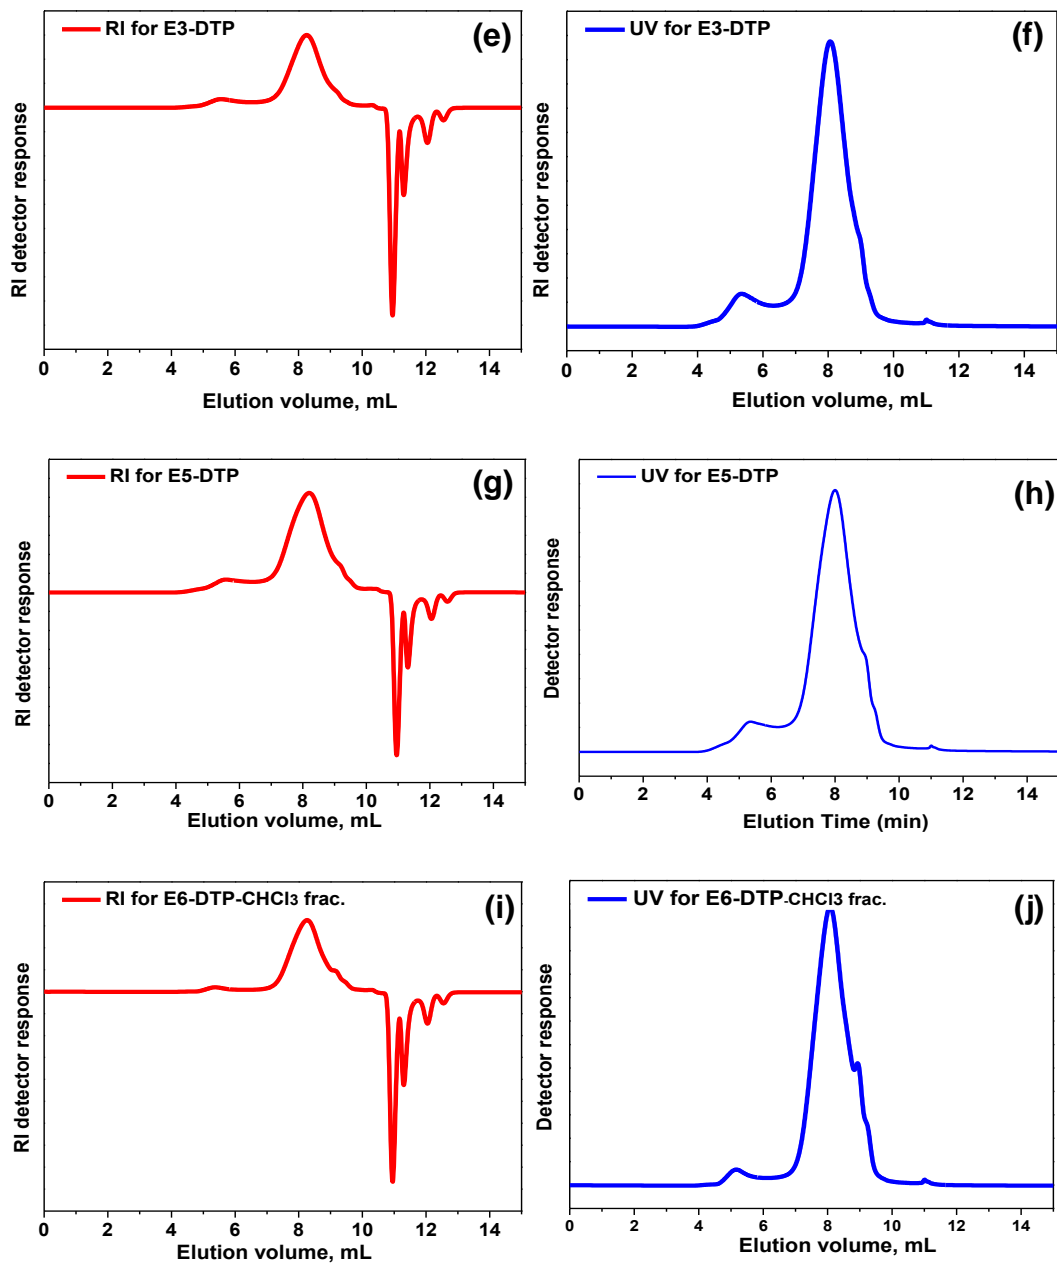 RI for E3-DTP
(e)
RI detector response
0 2 4 6 8 10 12 14
Elution volume, mL
UV for E3-DTP
(f)
RI detector response
0 2 4 6 8 10 12 14
Elution volume, mL
RI for E5-DTP
(g)
RI detector response
0 2 4 6 8 10 12 14
Elution volume, mL
UV for E5-DTP
(h)
Detector response
0 2 4 6 8 10 12 14
Elution Time (min)
RI for E6-DTP-CHCl3 frac.
(i)
RI detector response
0 2 4 6 8 10 12 14
Elution volume, mL
UV for E6-DTP-CHCl3 frac.
(j)
Detector response
0 2 4 6 8 10 12 14
Elution volume, mL